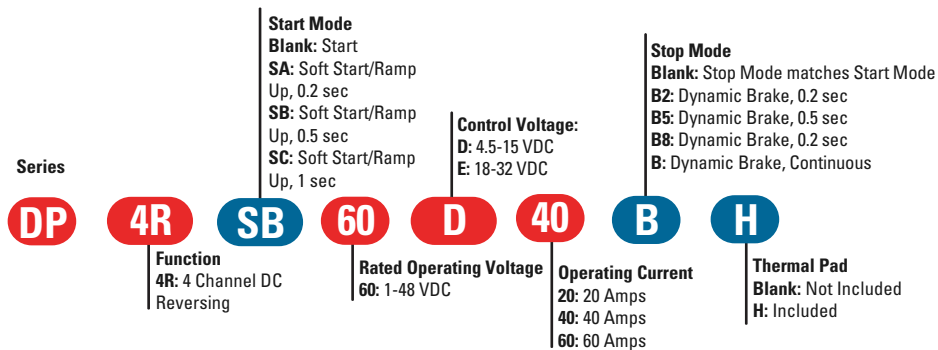 Start Mode
Blank: Start
SA: Soft Start/Ramp
Up, 0.2 sec
SB: Soft Start/Ramp
Up, 0.5 sec
SC: Soft Start/Ramp
Up, 1 sec
Control Voltage:
D: 4.5-15 VDC
E: 18-32 VDC
Stop Mode
Blank: Stop Mode matches Start Mode
B2: Dynamic Brake, 0.2 sec
B5: Dynamic Brake, 0.5 sec
B8: Dynamic Brake, 0.2 sec
B: Dynamic Brake, Continuous
Series
DP 4R SB 60 D 40 B H
Function
4R: 4 Channel DC
Reversing
Rated Operating Voltage
60: 1-48 VDC
Operating Current
20: 20 Amps
40: 40 Amps
60: 60 Amps
Thermal Pad
Blank: Not Included
H: Included